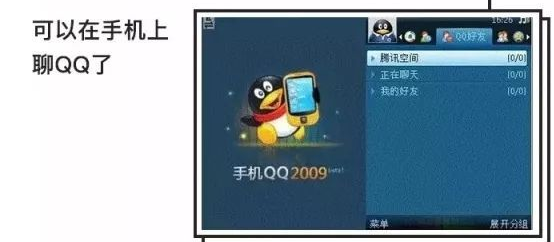 可以在手机上
聊QQ了
16:26
QQ好友
腾讯空间 [0/0]
正在聊天 [0/0]
我的好友 [0/0]
手机QQ2009 beta1
菜单 展开分组